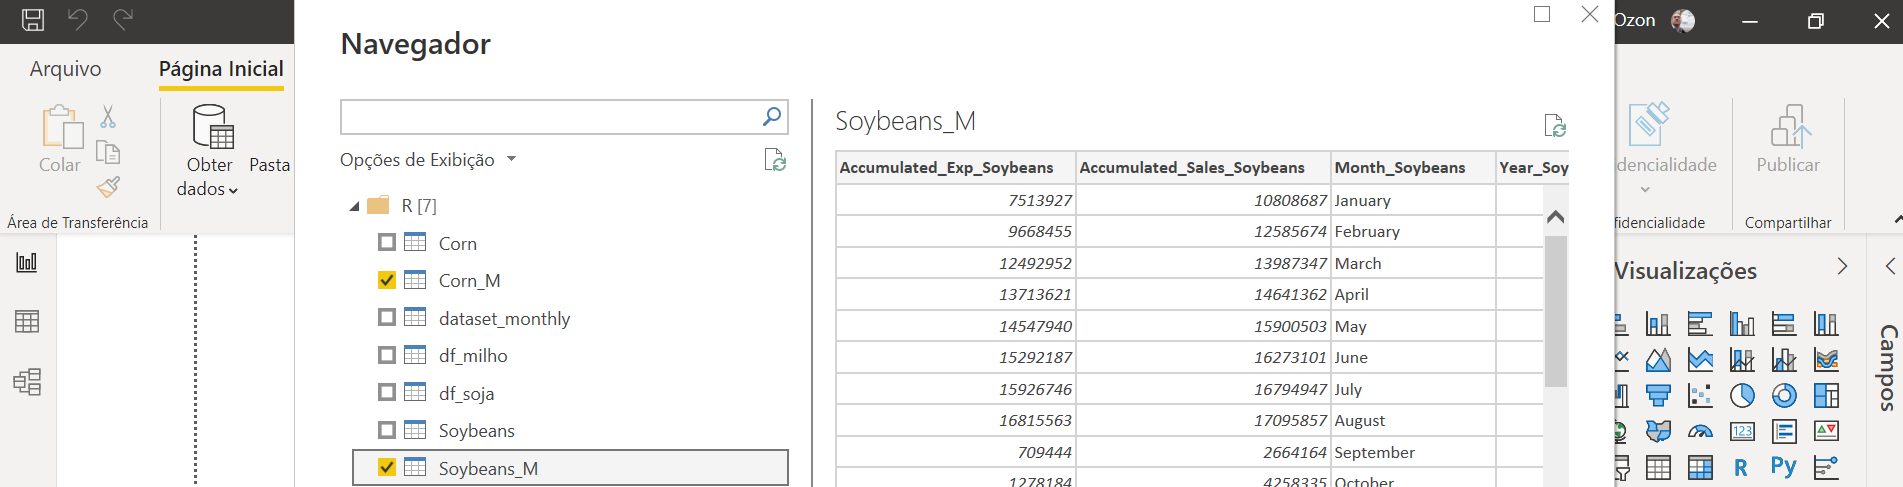 Ozon
Navegador
Arquivo
Página Inicial
Colar
Obter
dados
Pasta
Área de Transferência
Opções de Exibição
R [7]
Corn
Corn_M
dataset_monthly
df_milho
df_soja
Soybeans
Soybeans_M
Soybeans_M
Accumulated_Exp_Soybeans Accumulated_Sales_Soybeans Month_Soybeans Year_Soy
7513927 10808687 January
9668455 12585674 February
12492952 13987347 March
13713621 14641362 April
14547940 15900503 May
15292187 16273101 June
15926746 16794947 July
16815563 17095857 August
709444 2664164 September
1278184 4258335 October
dencialidade
Publicar
fidencialidade
Compartilhar
Visualizações
123
R
Py
Campos